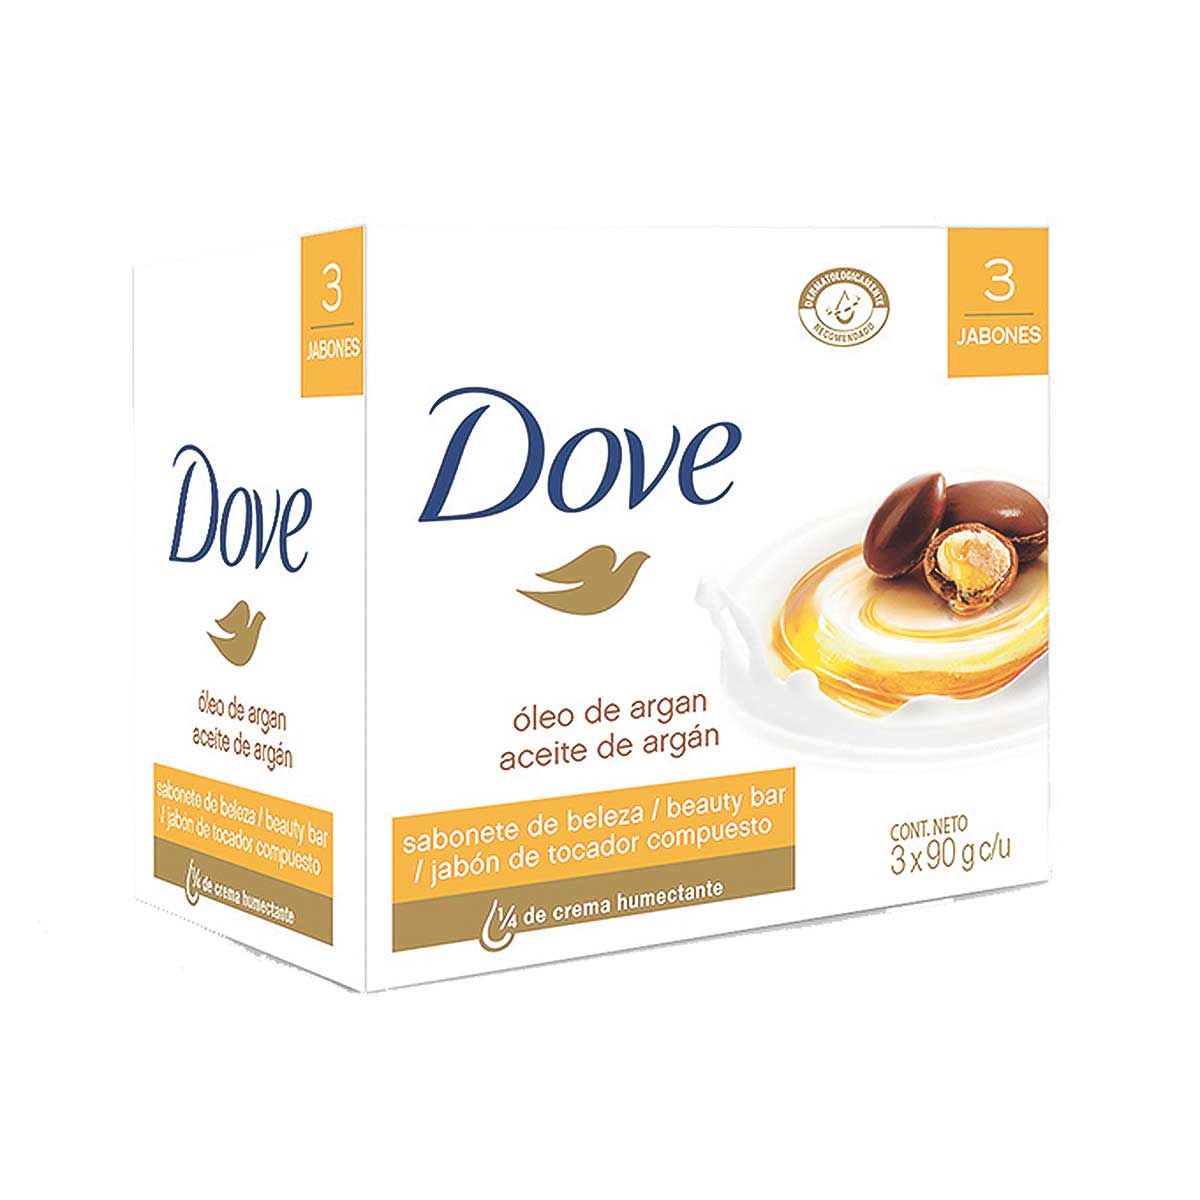 3
JABONES
Dove
óleo de argan
aceite de argán
sabonete de beleza / beauty bar
/ jabón de tocador compuesto
¼ de crema humectante
DERMATOLOGICAMENTE
RECOMENDADO
3
JABONES
Dove
óleo de argan
aceite de argán
sabonete de beleza / beauty bar
/ jabón de tocador compuesto
¼ de crema humectante
CONT. NETO
3 x 90 g c/u